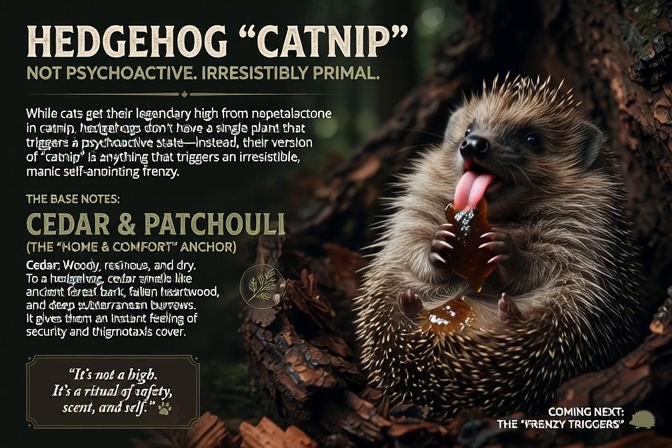 HEDGEHOG “CATNIP”
NOT PSYCHOACTIVE. IRRESISTIBLY PRIMAL.
While cats get their legendary high from nepetalactone
in catnip, hedgehogs don't have a single plant that
triggers a psychoactive state—Instead, their version
of “catnip” is anything that triggers an irresistible,
manic self-anointing frenzy.
THE BASE NOTES:
CEDAR & PATCHOULI
(THE “HOME & COMFORT” ANCHOR)
Cedar: Woody, resinous, and dry.
To a hedgehog, cedar smells like
ancient forest bark, fallen heartwood,
and deep subterranean burrows.
It gives them an instant feeling of
security and cover.
“It's not a high.
It's a ritual of safety,
scent, and self.”
COMING NEXT:
THE “FRENZY TRIGGERS”